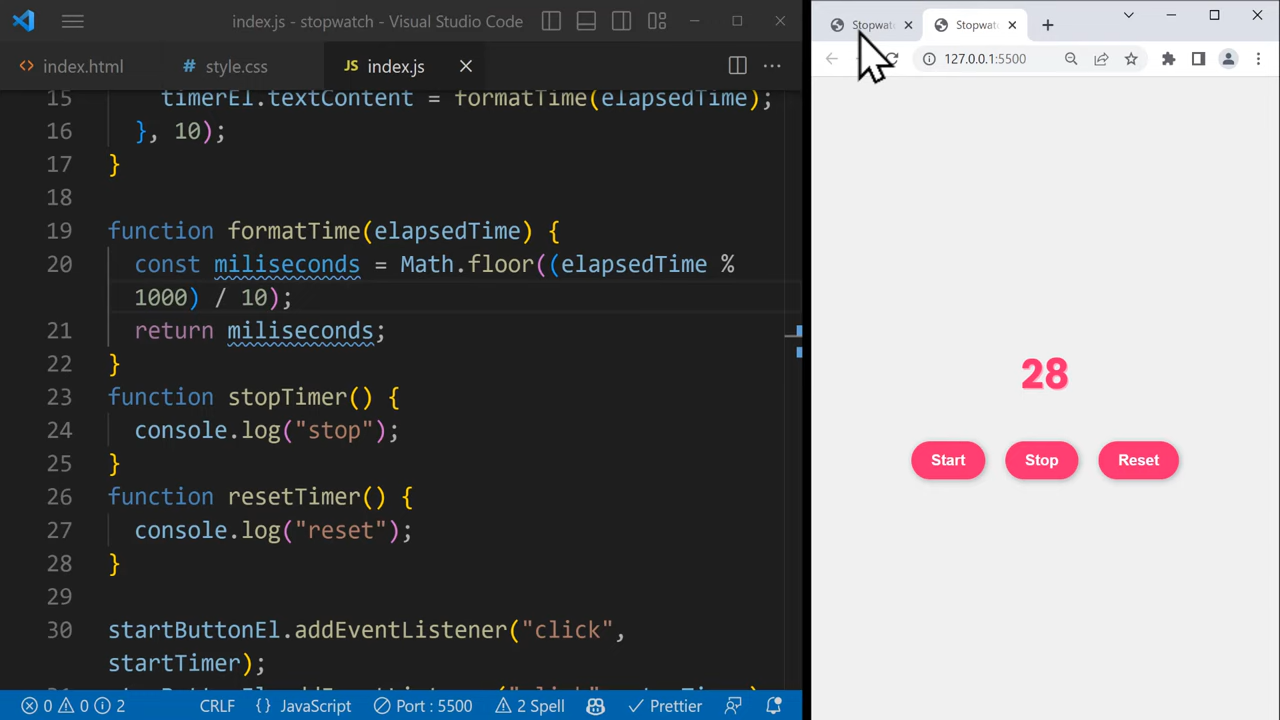 index.js - stopwatch - Visual Studio Code
index.html
style.css
JS index.js
15 timerEl.textContent = formatTime(elapsedTime);
16 }, 10);
17 }
18
19 function formatTime(elapsedTime) {
20 const miliseconds = Math.floor((elapsedTime %
1000) / 10);
21 return miliseconds;
22 }
23 function stopTimer() {
24 console.log("stop");
25 }
26 function resetTimer() {
27 console.log("reset");
28 }
29
30 startButtonEl.addEventListener("click",
startTimer);
0 0 2 CRLF {} JavaScript Port : 5500 2 Spell Prettier
Stopwat
Stopwat
127.0.0.1:5500
28
Start
Stop
Reset